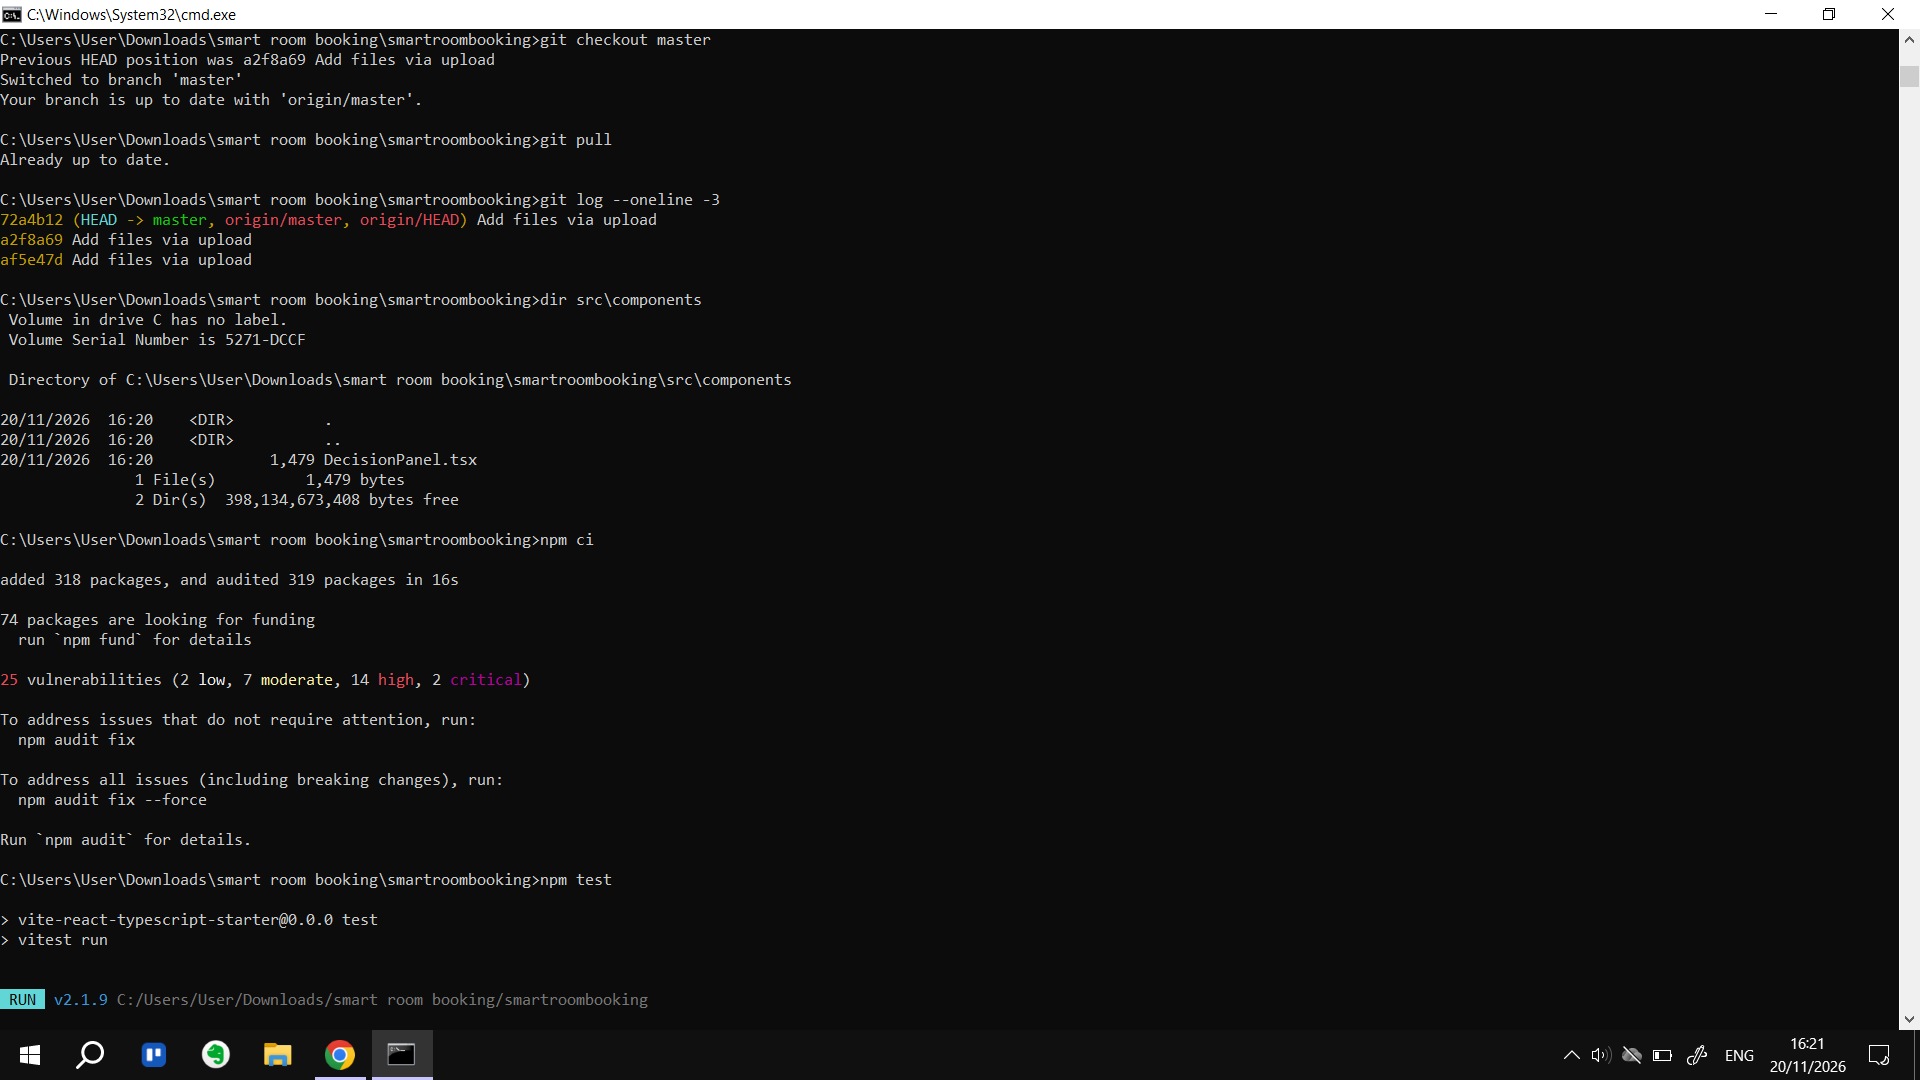 C:\Windows\System32\cmd.exe
C:\Users\User\Downloads\smart room booking\smartroombooking>git checkout master
Previous HEAD position was a2f8a69 Add files via upload
Switched to branch 'master'
Your branch is up to date with 'origin/master'.
C:\Users\User\Downloads\smart room booking\smartroombooking>git pull
Already up to date.
C:\Users\User\Downloads\smart room booking\smartroombooking>git log --oneline -3
72a4b12 (HEAD -> master, origin/master, origin/HEAD) Add files via upload
a2f8a69 Add files via upload
af5e47d Add files via upload
C:\Users\User\Downloads\smart room booking\smartroombooking>dir src\components
 Volume in drive C has no label.
 Volume Serial Number is 5271-DCCF
 Directory of C:\Users\User\Downloads\smart room booking\smartroombooking\src\components
20/11/2026  16:20    <DIR>          .
20/11/2026  16:20    <DIR>          ..
20/11/2026  16:20             1,479 DecisionPanel.tsx
               1 File(s)          1,479 bytes
               2 Dir(s)  398,134,673,408 bytes free
C:\Users\User\Downloads\smart room booking\smartroombooking>npm ci
added 318 packages, and audited 319 packages in 16s
74 packages are looking for funding
  run `npm fund` for details
25 vulnerabilities (2 low, 7 moderate, 14 high, 2 critical)
To address issues that do not require attention, run:
  npm audit fix
To address all issues (including breaking changes), run:
  npm audit fix --force
Run `npm audit` for details.
C:\Users\User\Downloads\smart room booking\smartroombooking>npm test
> vite-react-typescript-starter@0.0.0 test
> vitest run
RUN v2.1.9 C:/Users/User/Downloads/smart room booking/smartroombooking
ENG
16:21
20/11/2026